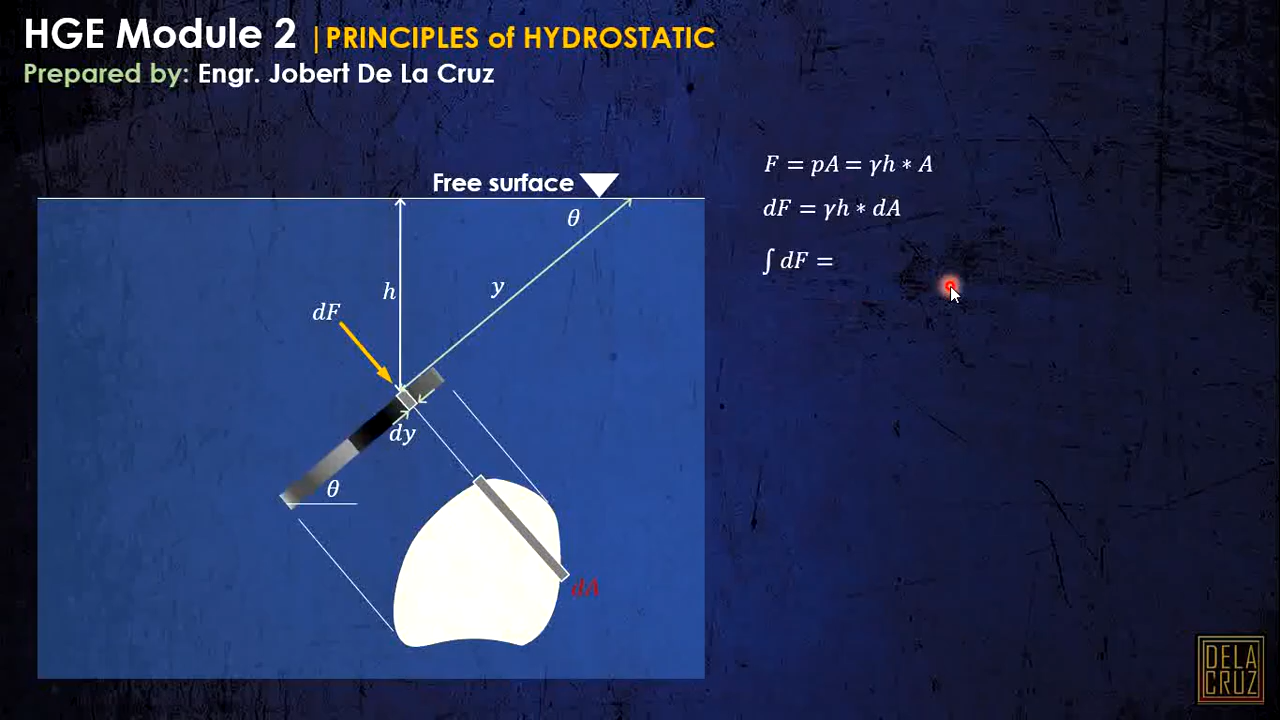 HGE Module 2 | PRINCIPLES of HYDROSTATIC
Prepared by: Engr. Jobert De La Cruz
Free surface
θ
h
y
dF
dy
θ
dA
F = pA = γh ∗ A
dF = γh ∗ dA
∫ dF =
DELA
CRUZ